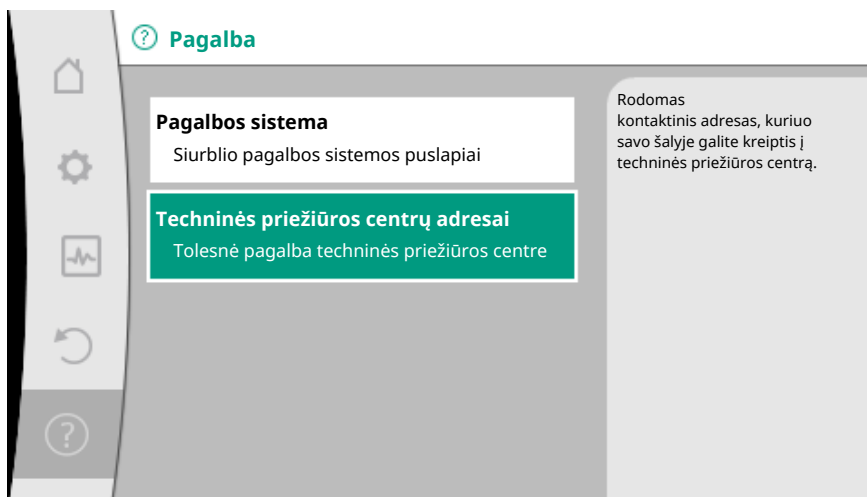 Pagalba
Pagalbos sistema
Siurblio pagalbos sistemos puslapiai
Techninės priežiūros centrų adresai
Tolesnė pagalba techninės priežiūros centre
Rodomas
kontaktinis adresas, kuriuo
savo šalyje galite kreiptis į
techninės priežiūros centrą.